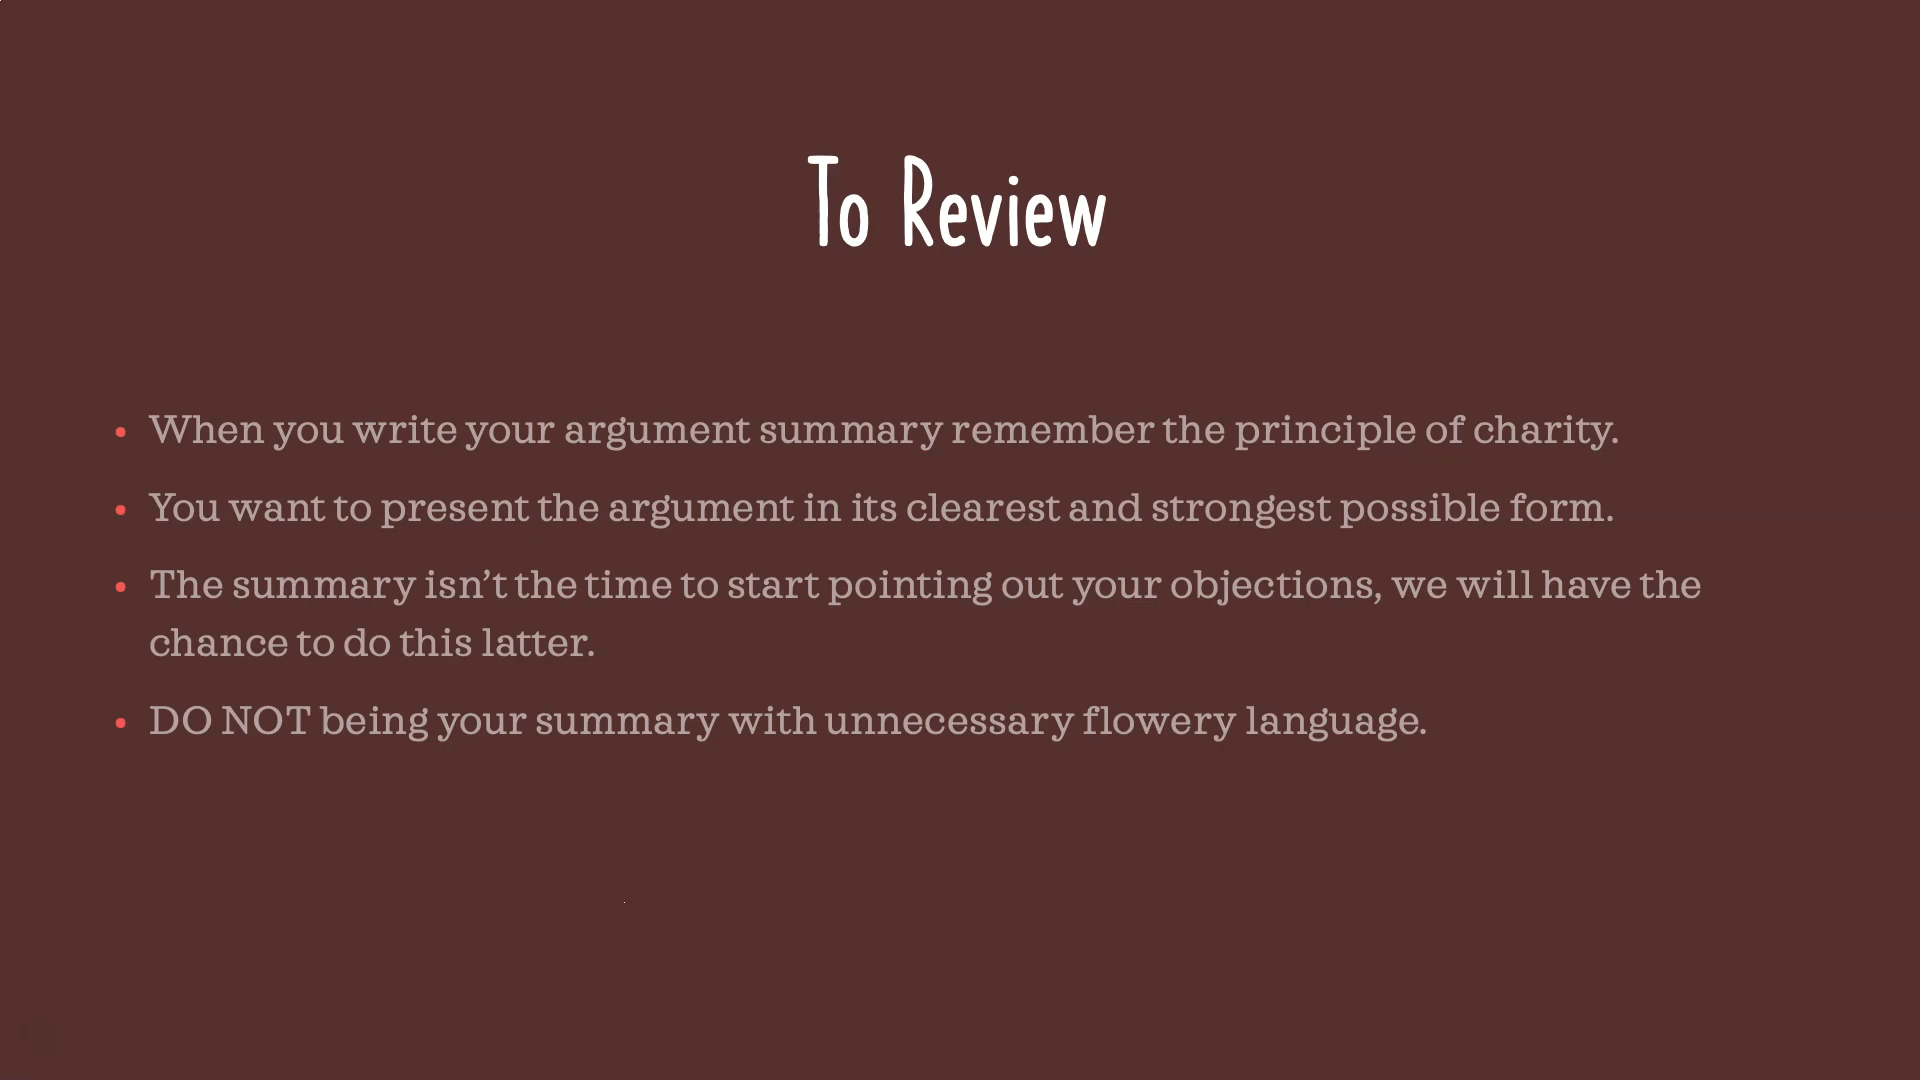 To Review
• When you write your argument summary remember the principle of charity.
• You want to present the argument in its clearest and strongest possible form.
• The summary isn’t the time to start pointing out your objections, we will have the
chance to do this latter.
• DO NOT being your summary with unnecessary flowery language.